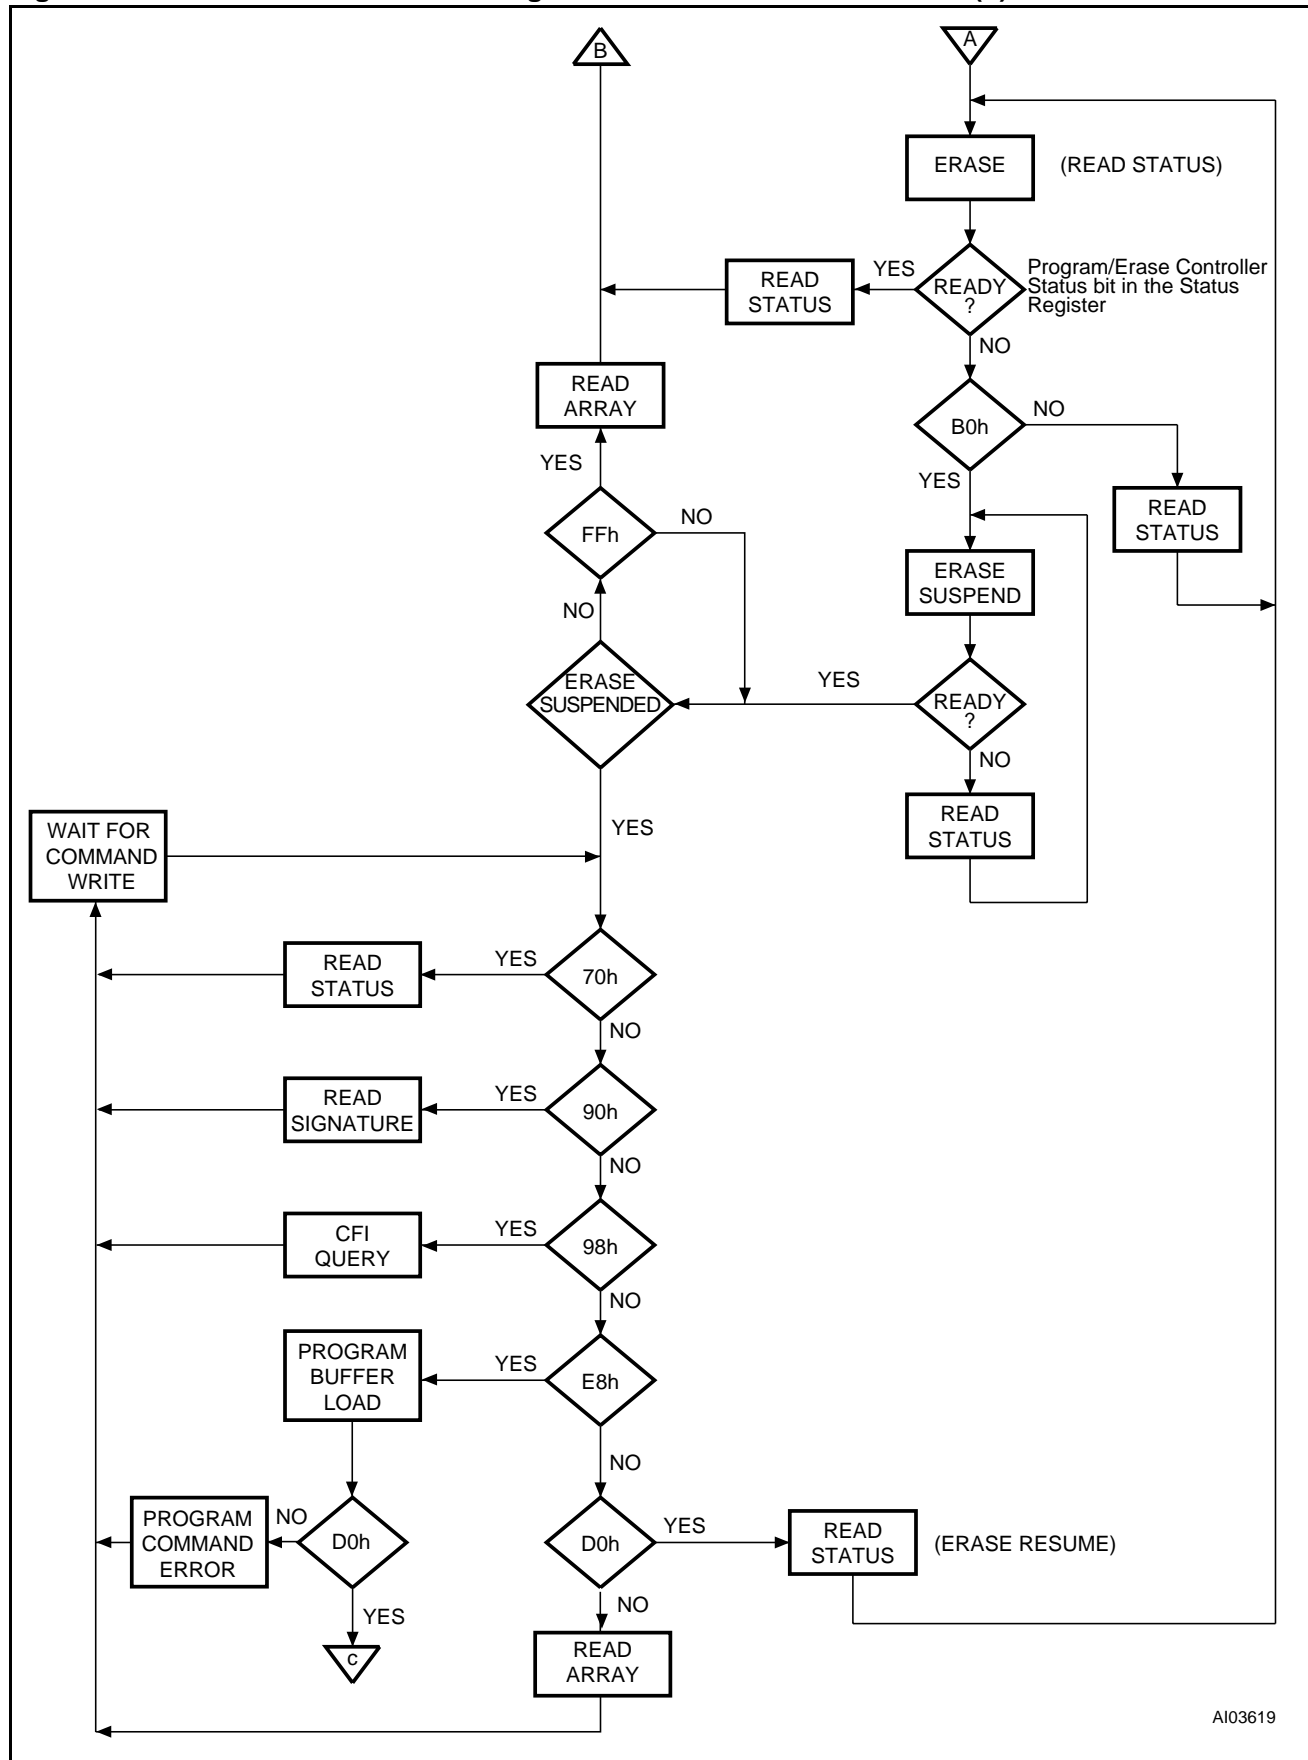 B
A
ERASE
(READ STATUS)
READ
STATUS
YES
READY
?
Program/Erase Controller
Status bit in the Status
Register
NO
READ
ARRAY
B0h
NO
YES
YES
READ
STATUS
FFh
NO
ERASE
SUSPEND
NO
ERASE
SUSPENDED
YES
READY
?
NO
READ
STATUS
WAIT FOR
COMMAND
WRITE
YES
READ
STATUS
YES
70h
NO
READ
SIGNATURE
YES
90h
NO
CFI
QUERY
YES
98h
NO
PROGRAM
BUFFER
LOAD
YES
E8h
NO
PROGRAM
COMMAND
ERROR
NO
D0h
D0h
YES
READ
STATUS
(ERASE RESUME)
YES
NO
c
READ
ARRAY
AI03619